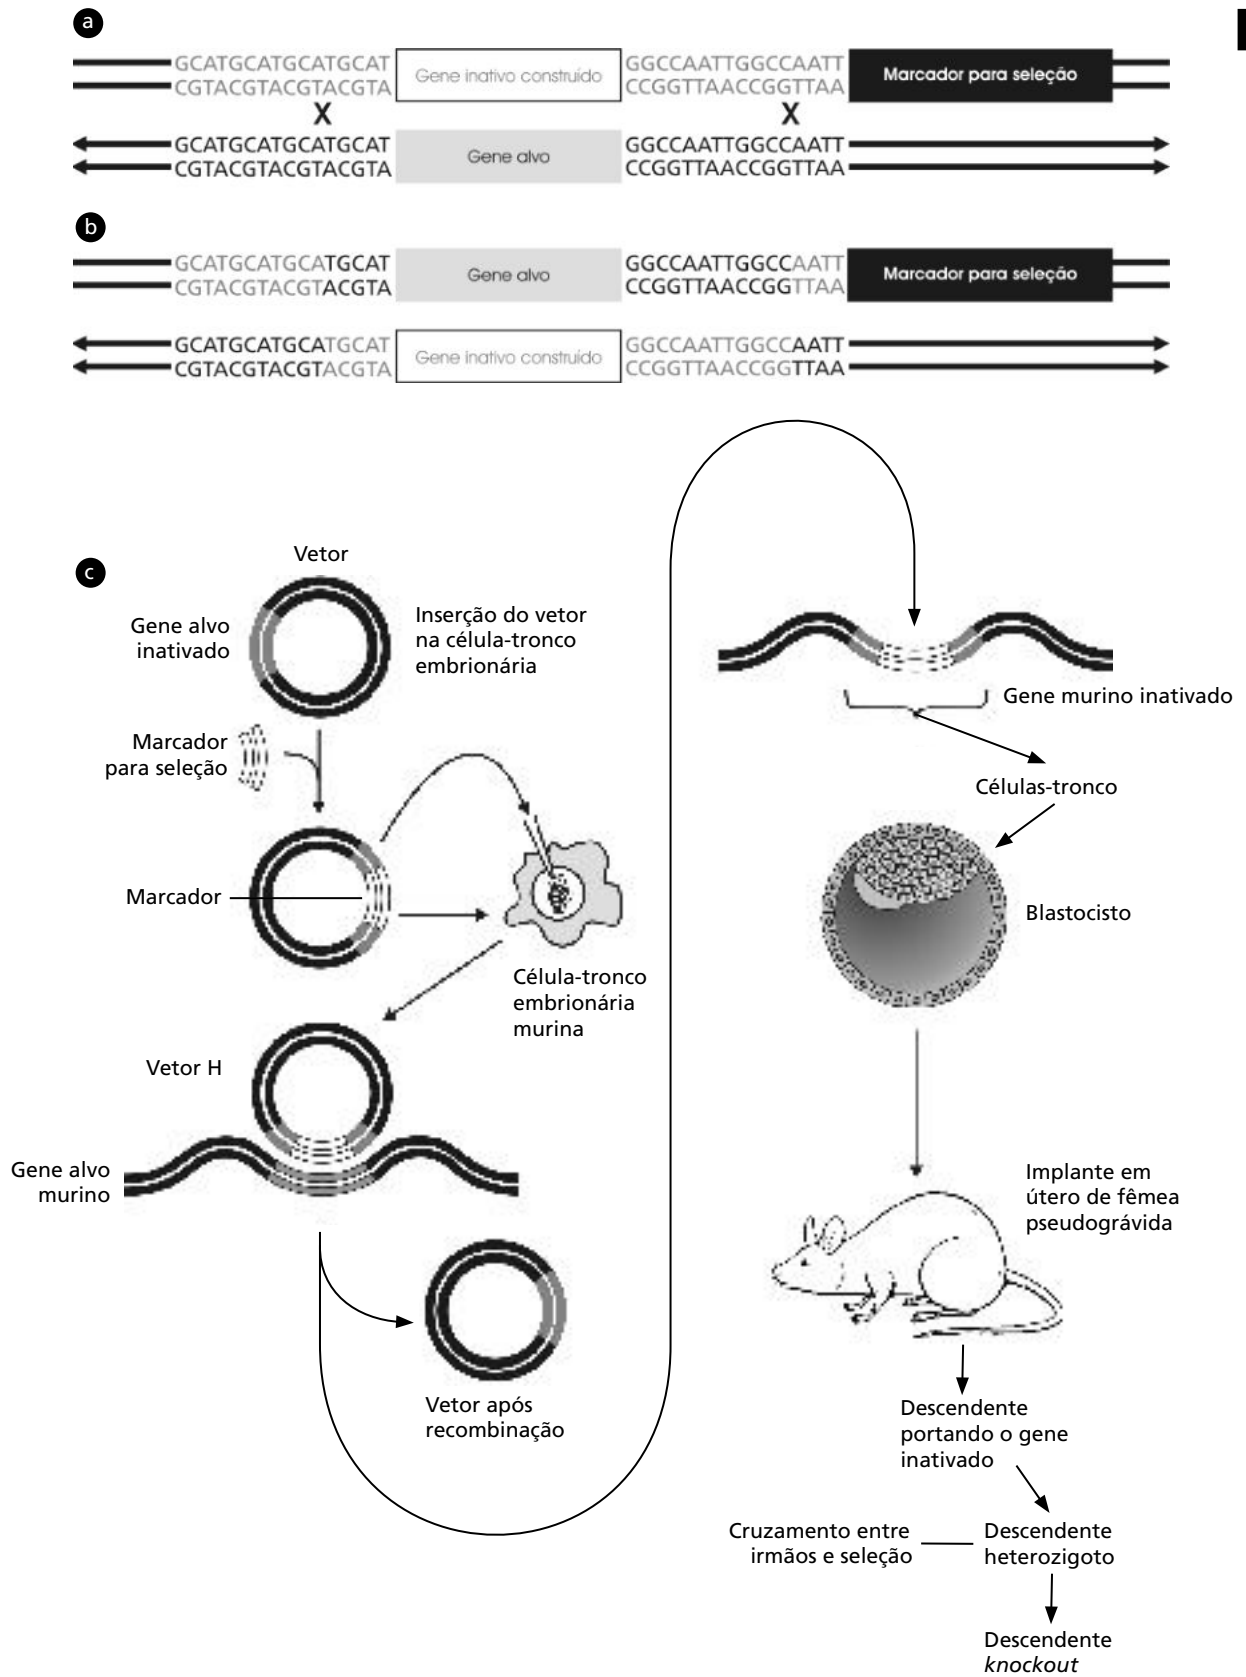 a
GCATGCATGCATGCAT Gene inativo construído GGCCAATTGGCCAATT Marcador para seleção
CGTACGTACGTACGTA CCGGTTAACCGGTTAA
X X
GCATGCATGCATGCAT Gene alvo GGCCAATTGGCCAATT
CGTACGTACGTACGTA CCGGTTAACCGGTTAA
b
GCATGCATGCATGCAT Gene alvo GGCCAATTGGCCAATT Marcador para seleção
CGTACGTACGTACGTA CCGGTTAACCGGTTAA
GCATGCATGCATGCAT Gene inativo construído GGCCAATTGGCCAATT
CGTACGTACGTACGTA CCGGTTAACCGGTTAA
c
Vetor
Gene alvo
inativado
Inserção do vetor
na célula-tronco
embrionária
Marcador
para seleção
Marcador
Célula-tronco
embrionária
murina
Vetor H
Gene alvo
murino
Vetor após
recombinação
Gene murino inativado
Células-tronco
Blastocisto
Implante em
útero de fêmea
pseudográvida
Descendente
portando o gene
inativado
Cruzamento entre
irmãos e seleção
Descendente
heterozigoto
Descendente
knockout